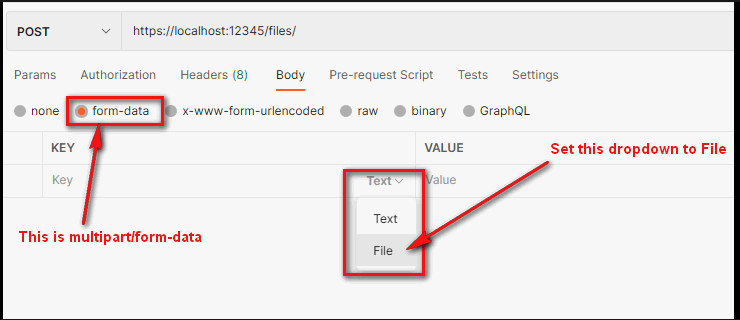 POST https://localhost:12345/files/
Params Authorization Headers (8) Body Pre-request Script Tests Settings
none form-data x-www-form-urlencoded raw binary GraphQL
KEY VALUE
Set this dropdown to File
Key Text Value
Text
This is multipart/form-data
File